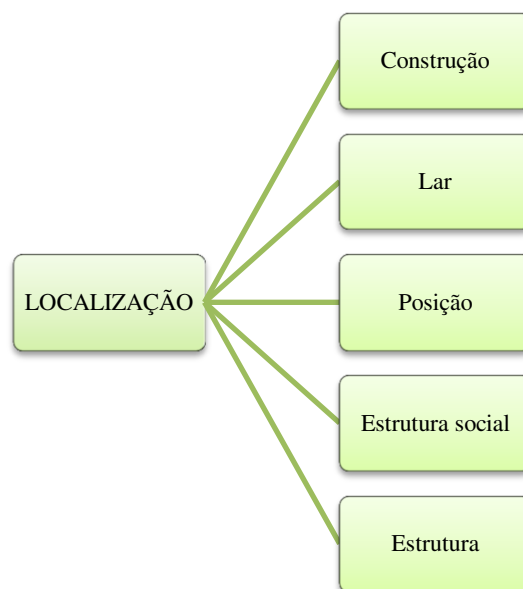 LOCALIZAÇÃO
Construção
Lar
Posição
Estrutura social
Estrutura